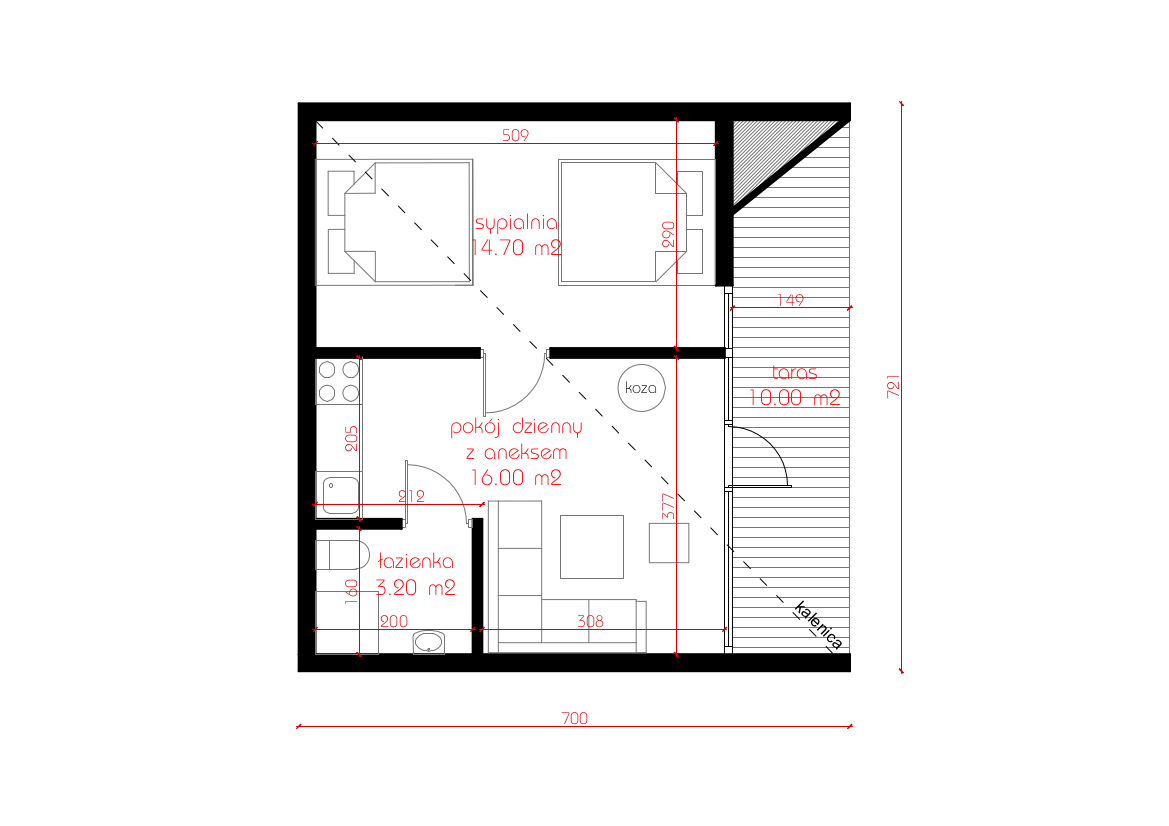 509
sypialnia
14.70 m2
290
149
koza
taras
10.00 m2
721
pokój dzienny
z aneksem
16.00 m2
205
212
377
łazienka
3.20 m2
160
200
308
kalenica
700